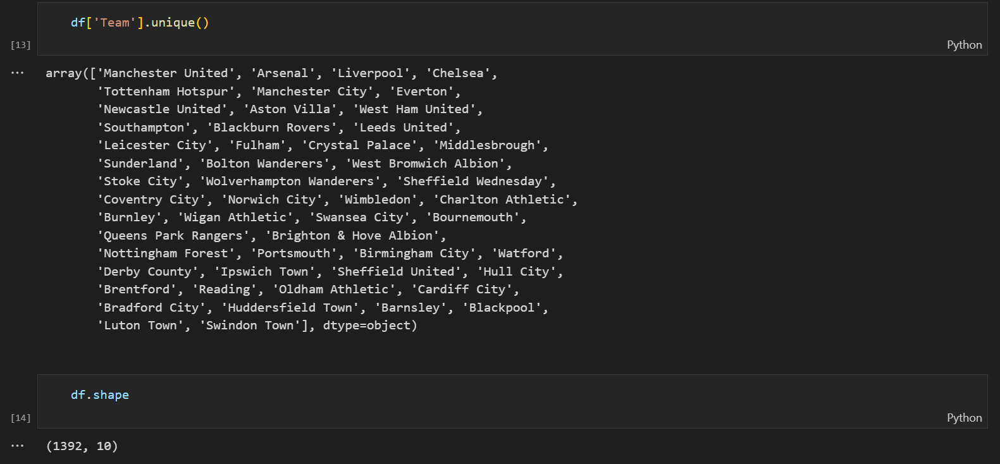 df['Team'].unique()
[13]
Python
... array(['Manchester United', 'Arsenal', 'Liverpool', 'Chelsea',
'Tottenham Hotspur', 'Manchester City', 'Everton',
'Newcastle United', 'Aston Villa', 'West Ham United',
'Southampton', 'Blackburn Rovers', 'Leeds United',
'Leicester City', 'Fulham', 'Crystal Palace', 'Middlesbrough',
'Sunderland', 'Bolton Wanderers', 'West Bromwich Albion',
'Stoke City', 'Wolverhampton Wanderers', 'Sheffield Wednesday',
'Coventry City', 'Norwich City', 'Wimbledon', 'Charlton Athletic',
'Burnley', 'Wigan Athletic', 'Swansea City', 'Bournemouth',
'Queens Park Rangers', 'Brighton & Hove Albion',
'Nottingham Forest', 'Portsmouth', 'Birmingham City', 'Watford',
'Derby County', 'Ipswich Town', 'Sheffield United', 'Hull City',
'Brentford', 'Reading', 'Oldham Athletic', 'Cardiff City',
'Bradford City', 'Huddersfield Town', 'Barnsley', 'Blackpool',
'Luton Town', 'Swindon Town'], dtype=object)
df.shape
[14]
Python
... (1392, 10)